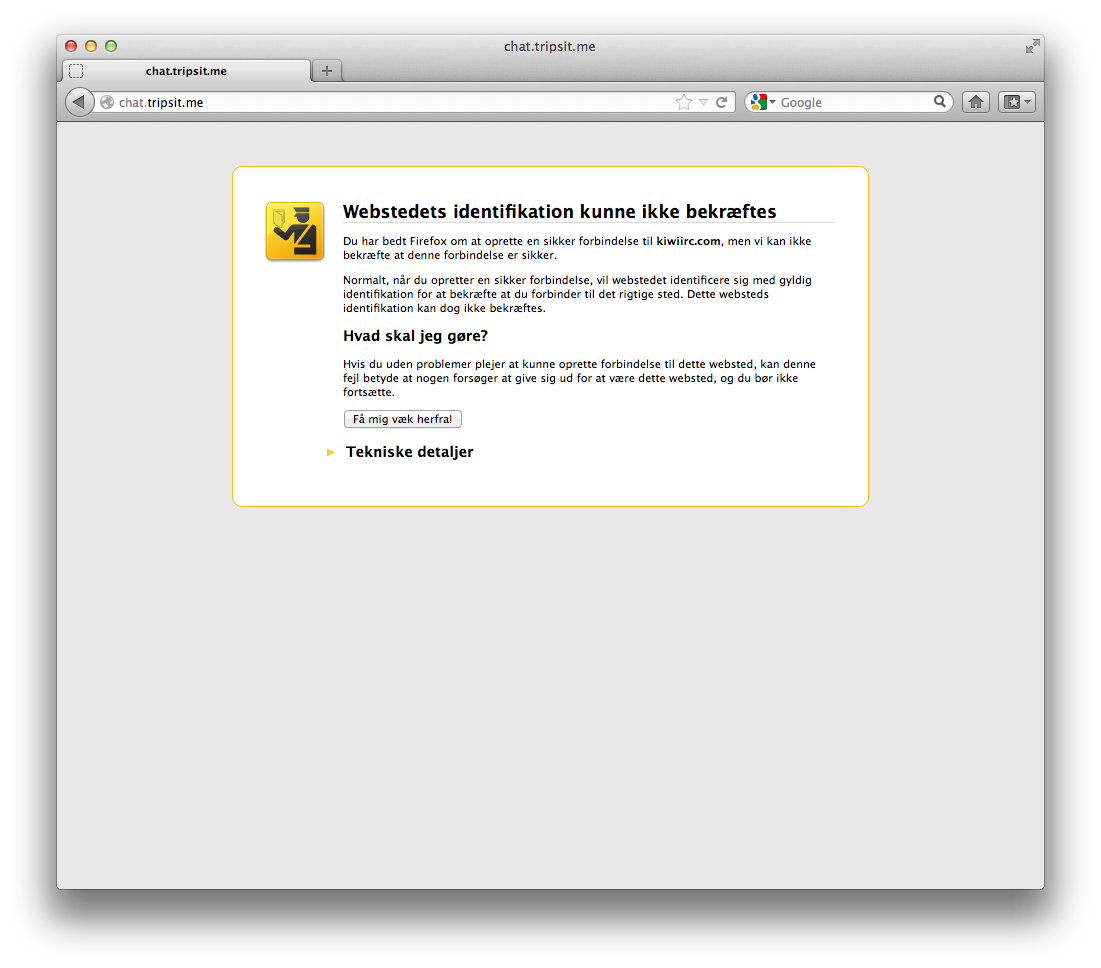 chat.tripsit.me
chat.tripsit.me
chat.tripsit.me
Google
Webstedets identifikation kunne ikke bekræftes
Du har bedt Firefox om at oprette en sikker forbindelse til kiwiirc.com, men vi kan ikke
bekræfte at denne forbindelse er sikker.
Normalt, når du opretter en sikker forbindelse, vil webstedet identificere sig med gyldig
identifikation for at bekræfte at du forbinder til det rigtige sted. Dette websteds
identifikation kan dog ikke bekræftes.
Hvad skal jeg gøre?
Hvis du uden problemer plejer at kunne oprette forbindelse til dette websted, kan denne
fejl betyde at nogen forsøger at give sig ud for at være dette websted, og du bør ikke
fortsætte.
Få mig væk herfra!
Tekniske detaljer